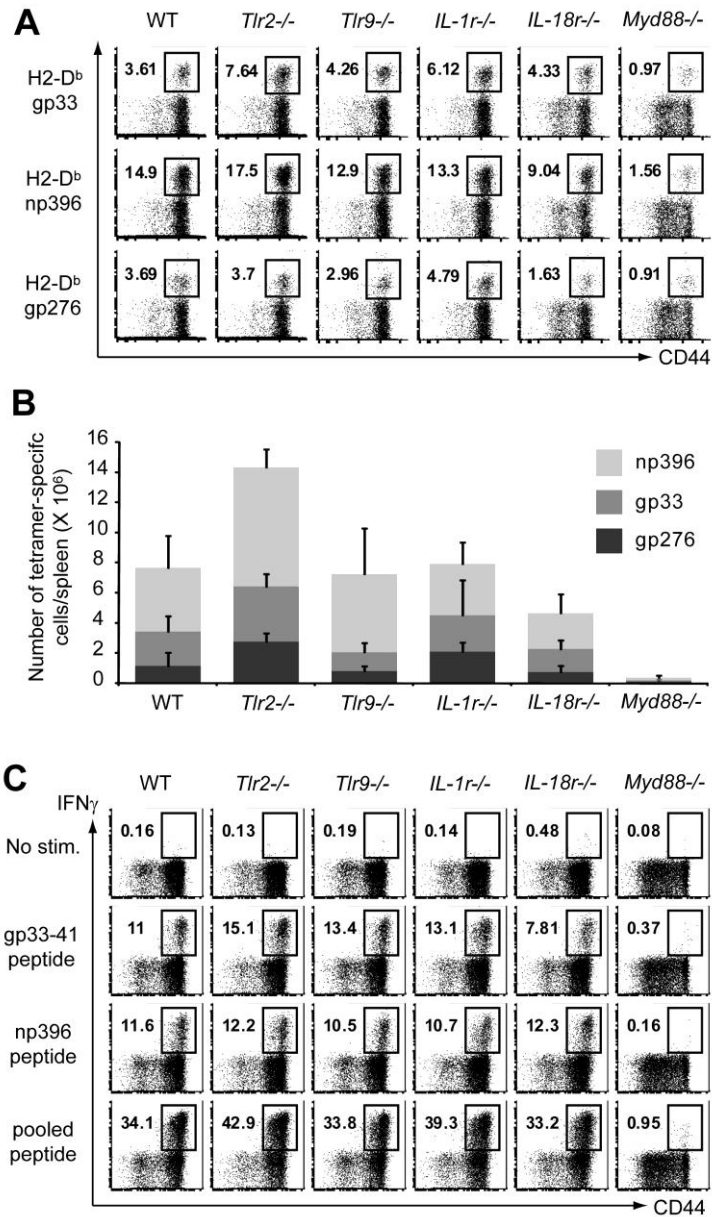 A
WT Tlr2-/- Tlr9-/- IL-1r-/- IL-18r-/- Myd88-/-
H2-Dᵇ gp33
3.61 7.64 4.26 6.12 4.33 0.97
H2-Dᵇ np396
14.9 17.5 12.9 13.3 9.04 1.56
H2-Dᵇ gp276
3.69 3.7 2.96 4.79 1.63 0.91
CD44
B
Number of tetramer-specifc
cells/spleen (X 10⁶)
16
14
12
10
8
6
4
2
0
np396
gp33
gp276
WT Tlr2-/- Tlr9-/- IL-1r-/- IL-18r-/- Myd88-/-
C
WT Tlr2-/- Tlr9-/- IL-1r-/- IL-18r-/- Myd88-/-
IFNγ
No stim.
0.16 0.13 0.19 0.14 0.48 0.08
gp33-41 peptide
11 15.1 13.4 13.1 7.81 0.37
np396 peptide
11.6 12.2 10.5 10.7 12.3 0.16
pooled peptide
34.1 42.9 33.8 39.3 33.2 0.95
CD44